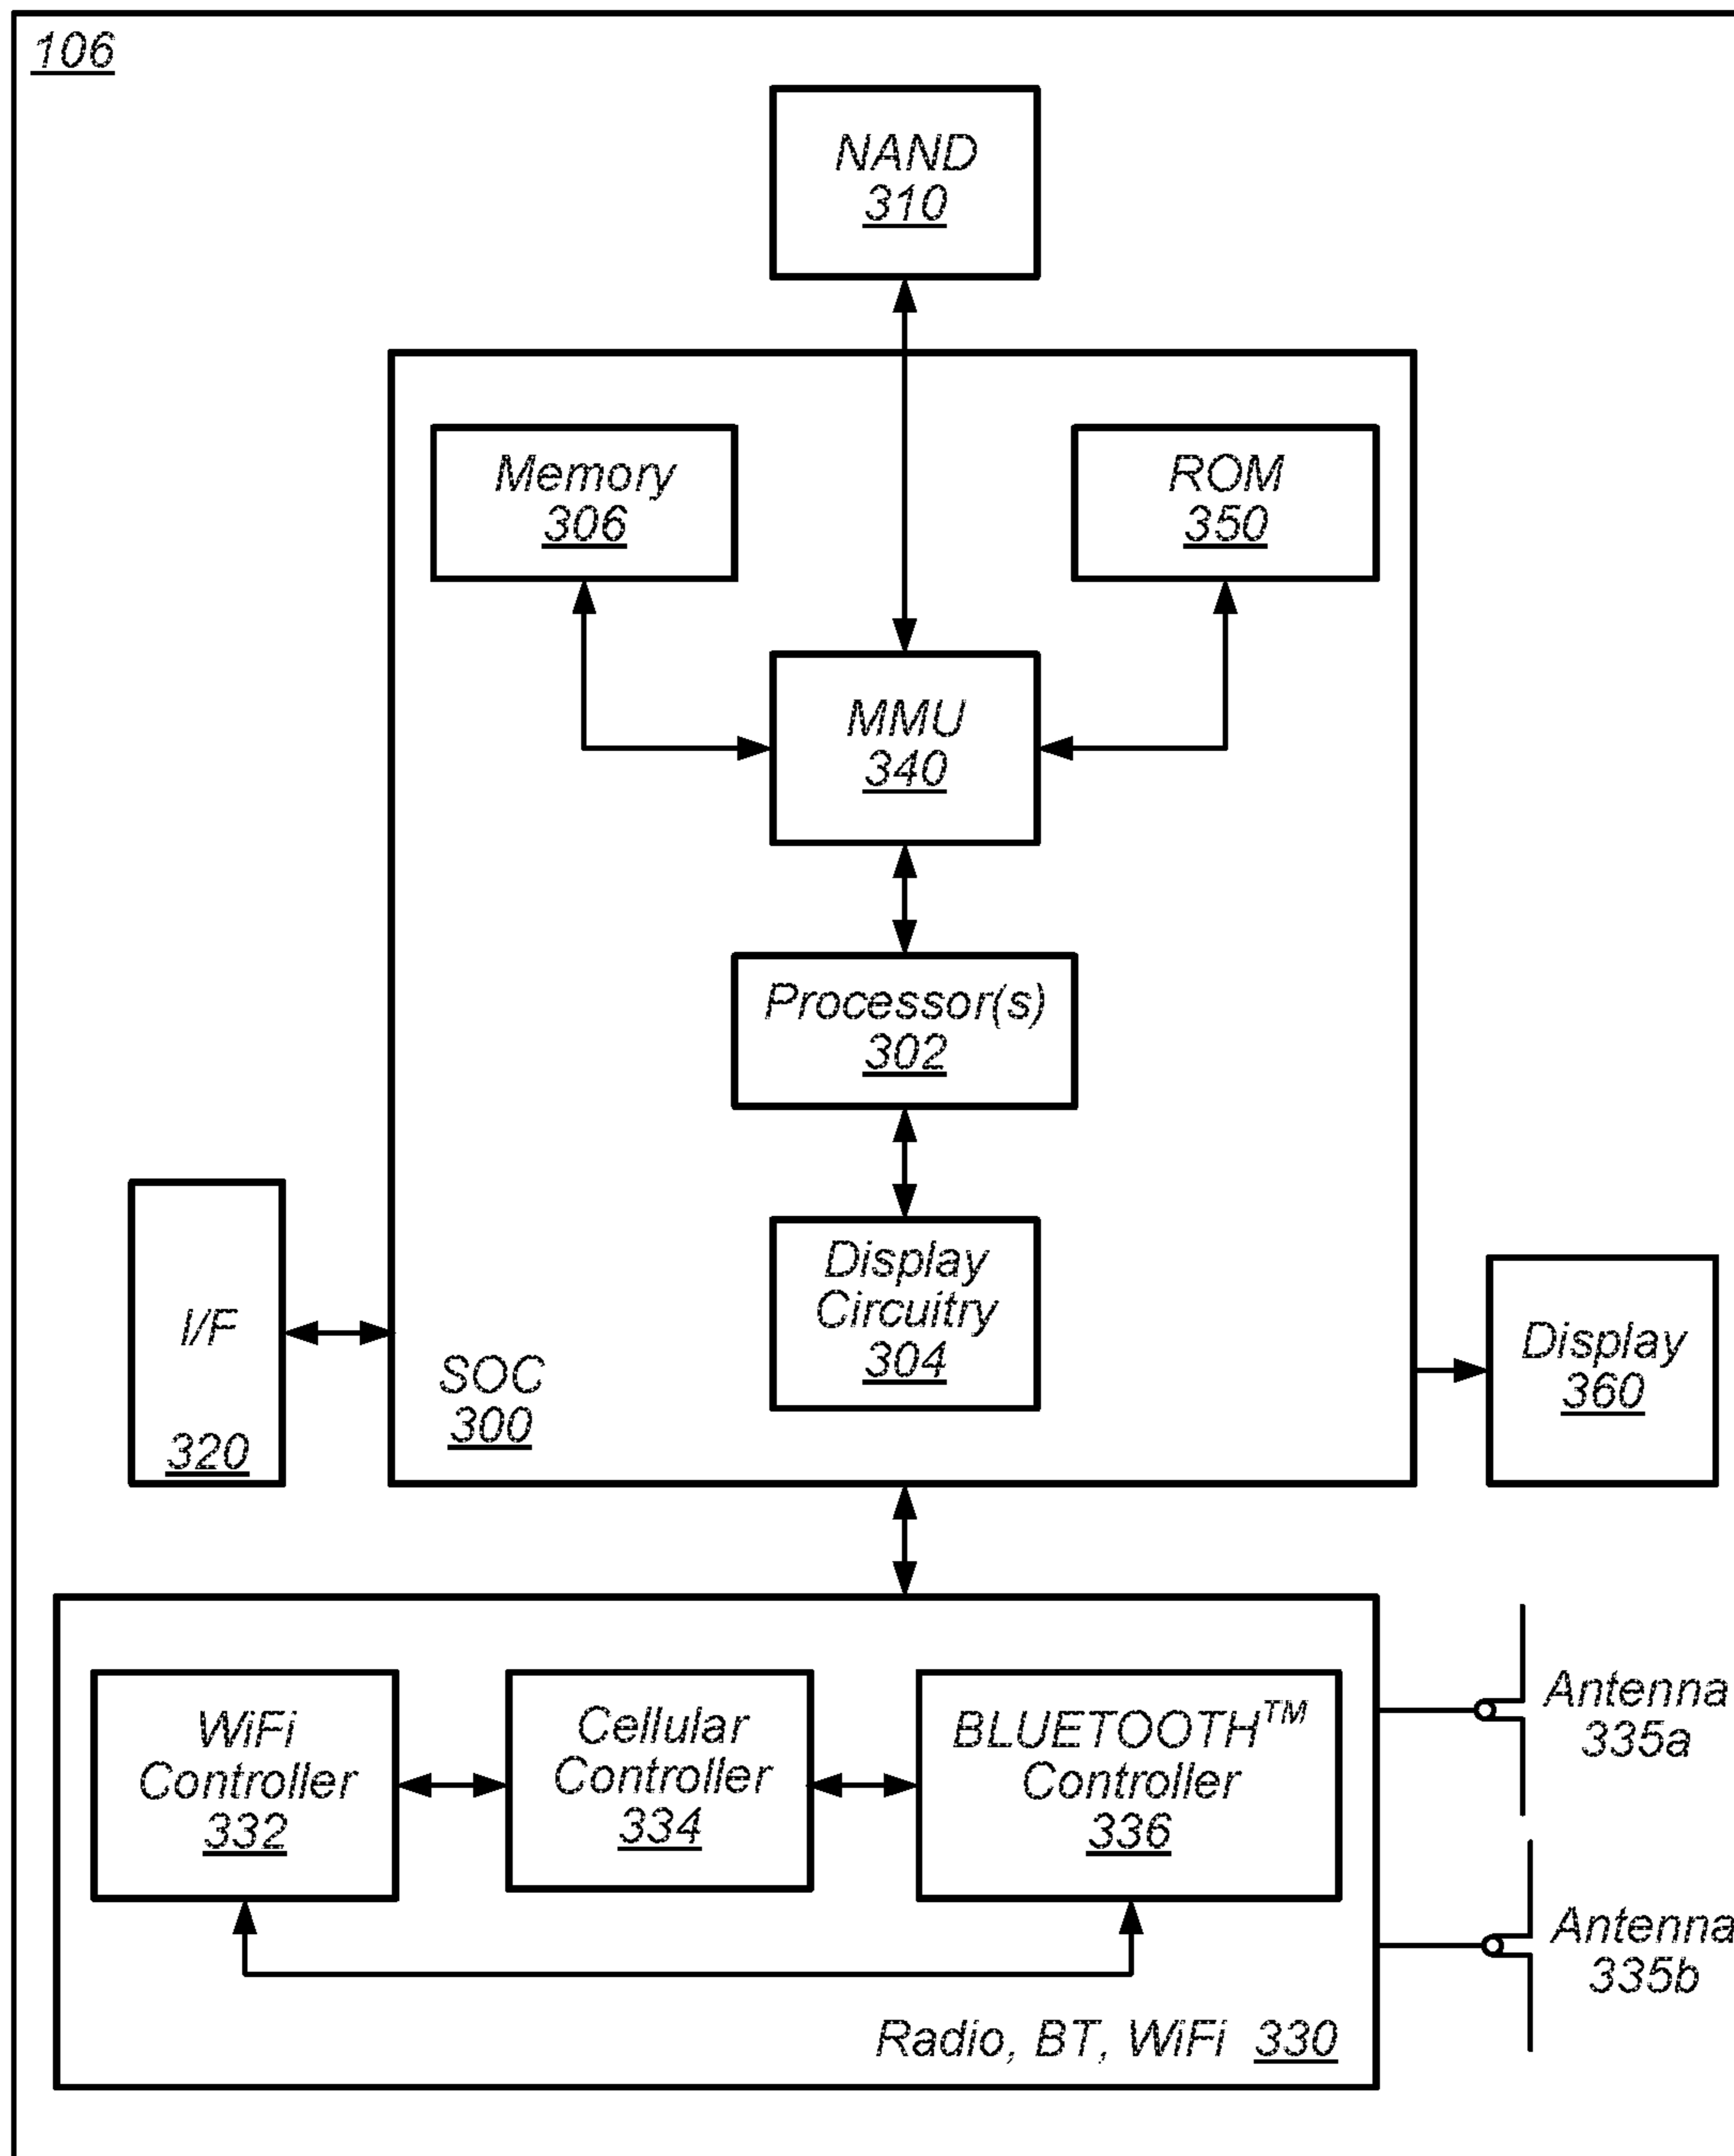 106
NAND
310
Memory
306
ROM
350
MMU
340
Processor(s)
302
Display
Circuitry
304
I/F
320
SOC
300
Display
360
WiFi
Controller
332
Cellular
Controller
334
BLUETOOTH™
Controller
336
Antenna
335a
Antenna
335b
Radio, BT, WiFi 330